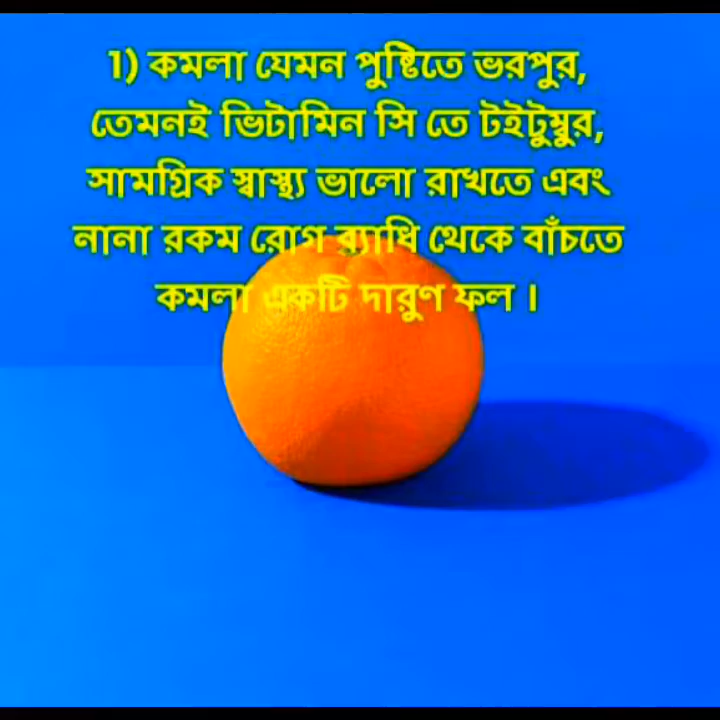 1) কমলা যেমন পুষ্টিতে ভরপুর,
তেমনই ভিটামিন সি তে টইটুম্বুর,
সামগ্রিক স্বাস্থ্য ভালো রাখতে এবং
নানা রকম রোগ ব্যাধি থেকে বাঁচতে
কমলা একটি দারুণ ফল ।